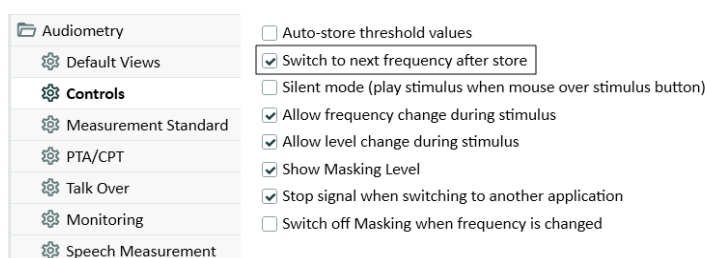 Audiometry
Default Views
Controls
Measurement Standard
PTA/CPT
Talk Over
Monitoring
Speech Measurement
Auto-store threshold values
Switch to next frequency after store
Silent mode (play stimulus when mouse over stimulus button)
Allow frequency change during stimulus
Allow level change during stimulus
Show Masking Level
Stop signal when switching to another application
Switch off Masking when frequency is changed